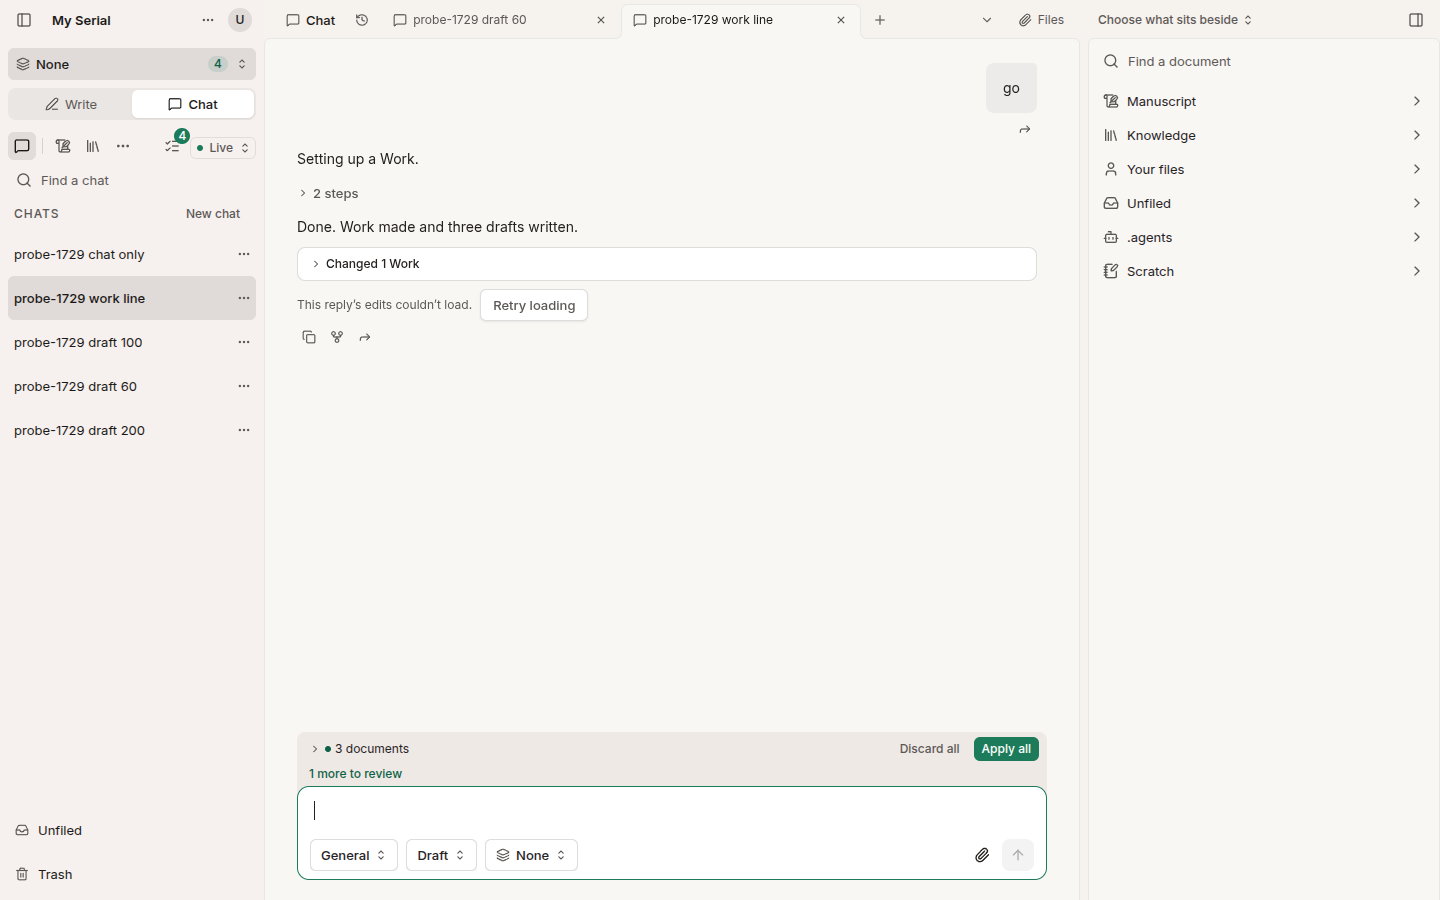 My Serial
U
None
4
Write
Chat
4
Live
Find a chat
CHATS
New chat
probe-1729 chat only
probe-1729 work line
probe-1729 draft 100
probe-1729 draft 60
probe-1729 draft 200
Unfiled
Trash
Chat
probe-1729 draft 60
probe-1729 work line
Files
go
Setting up a Work.
2 steps
Done. Work made and three drafts written.
Changed 1 Work
This reply’s edits couldn’t load.
Retry loading
3 documents
Discard all
Apply all
1 more to review
General
Draft
None
Choose what sits beside
Find a document
Manuscript
Knowledge
Your files
Unfiled
.agents
Scratch